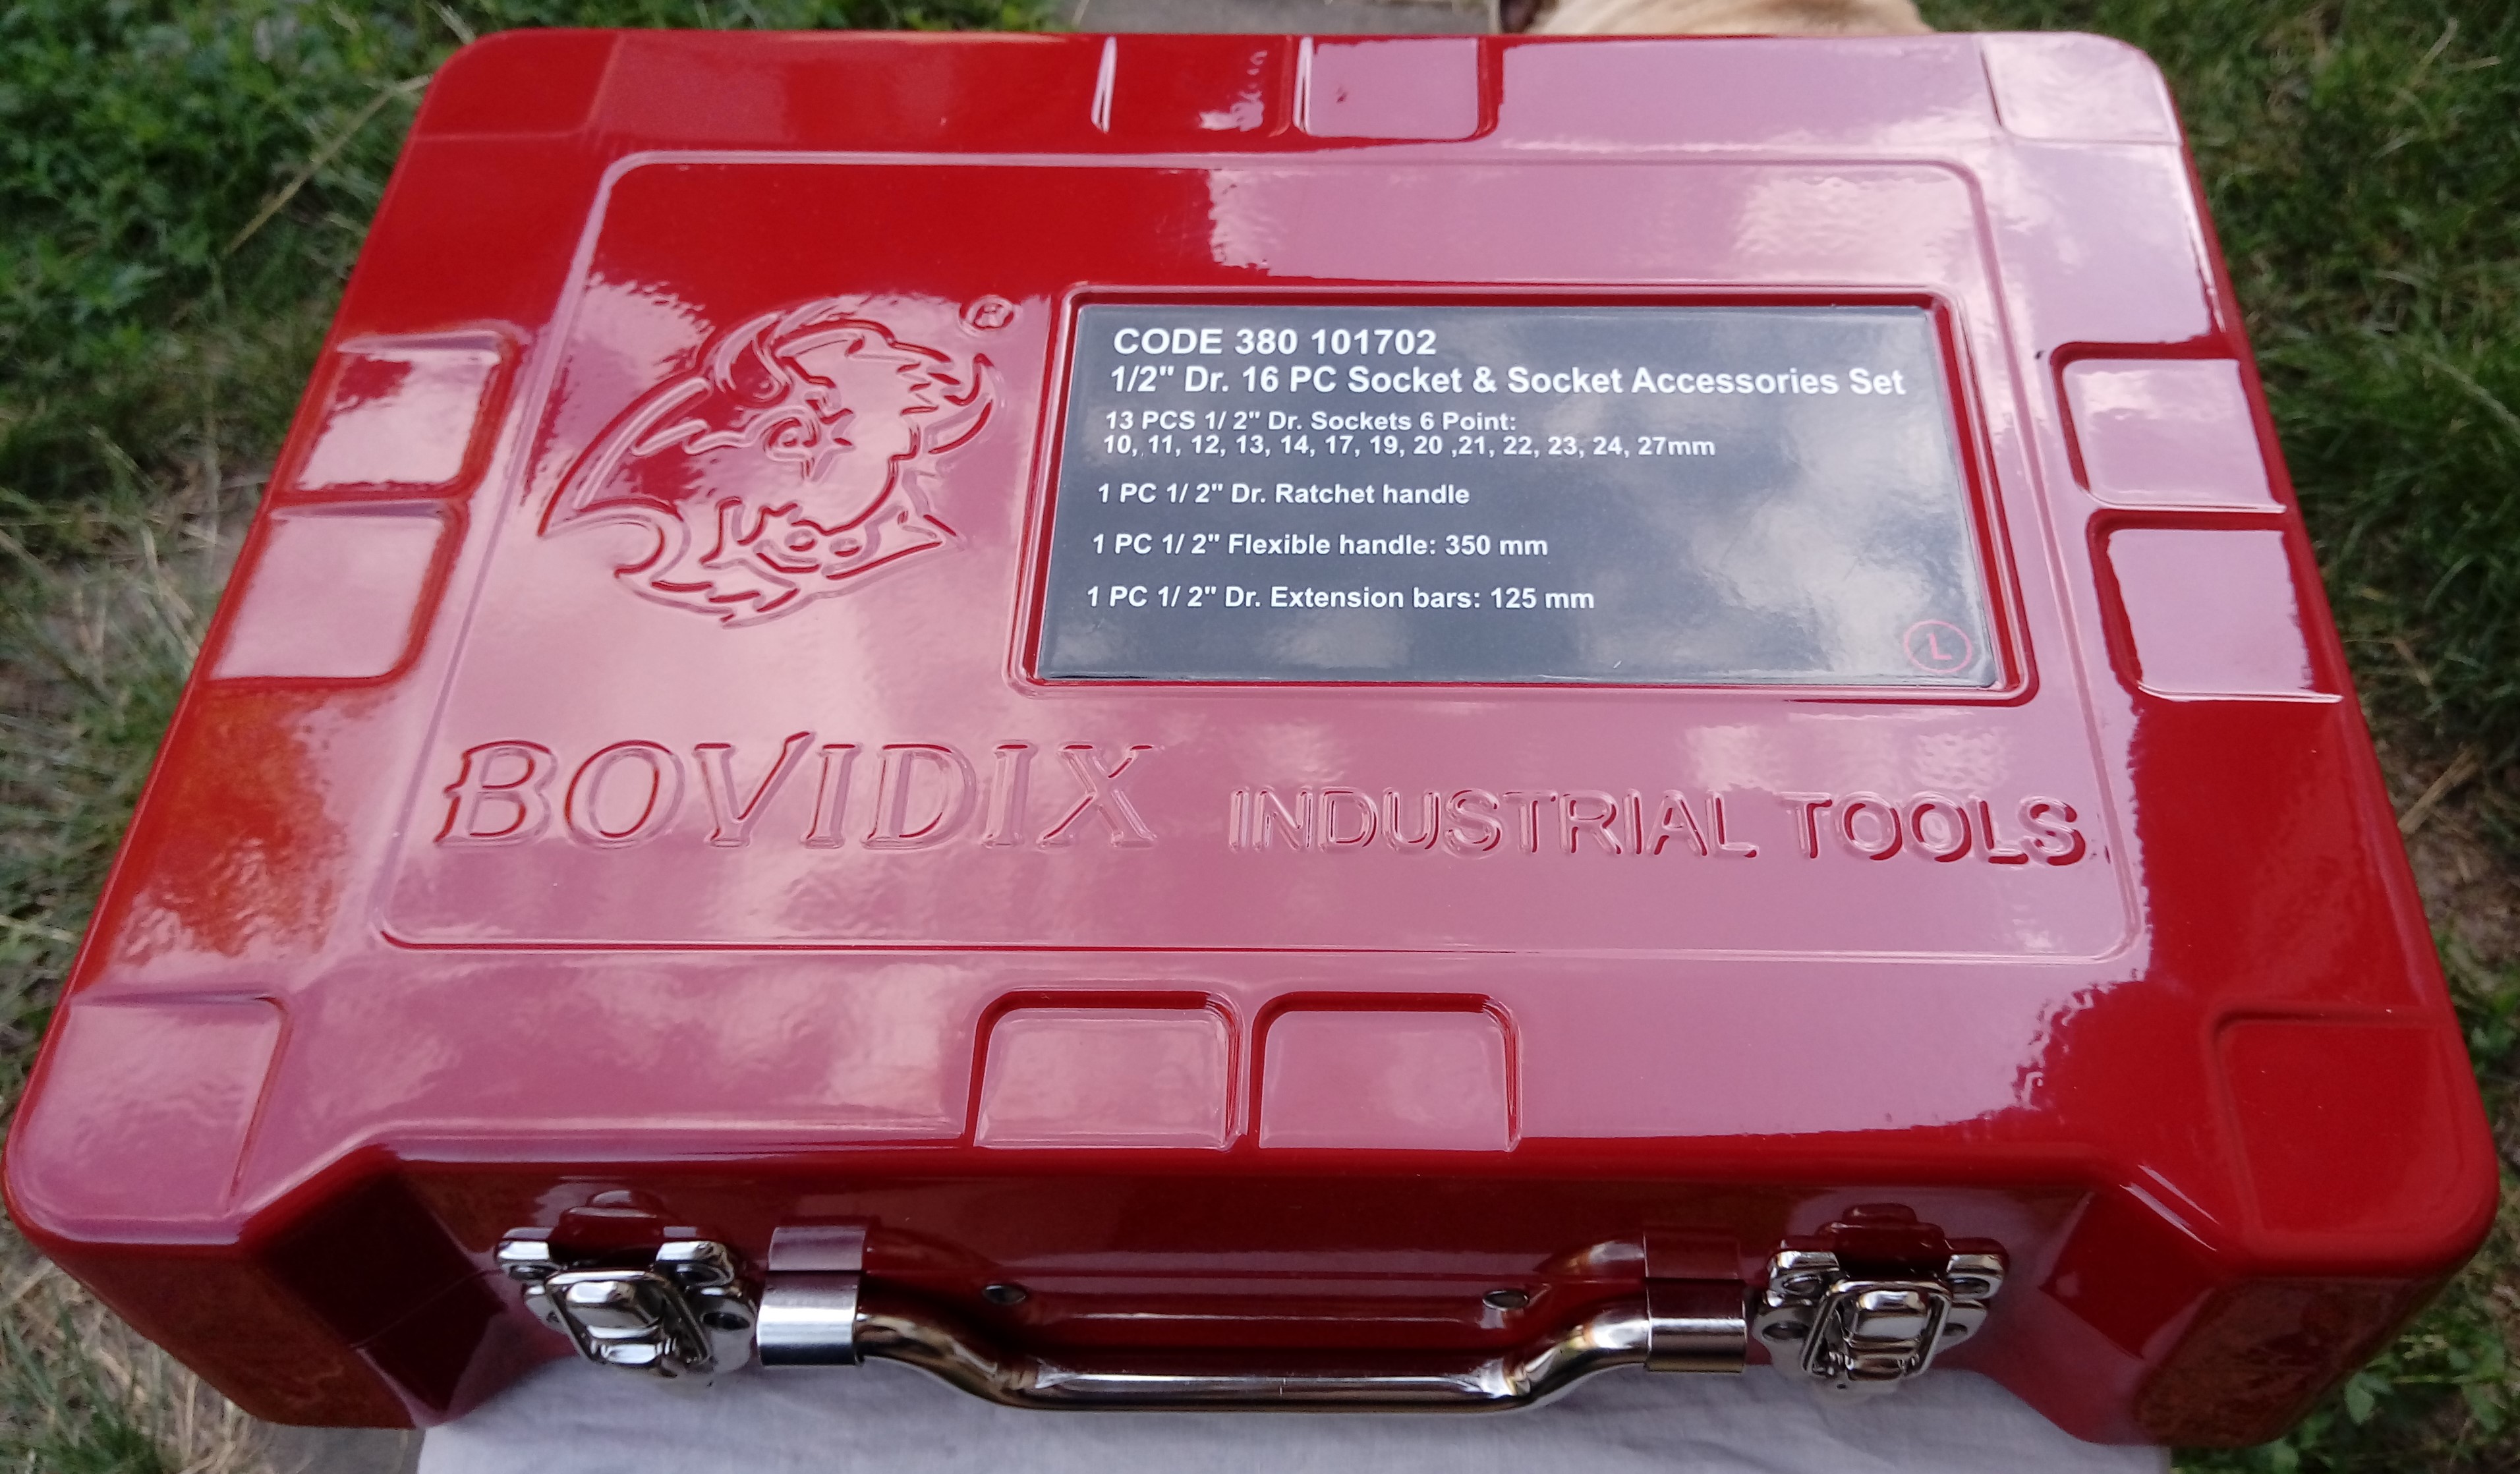 ®
CODE 380 101702
1/2" Dr. 16 PC Socket & Socket Accessories Set
13 PCS 1/ 2" Dr. Sockets 6 Point:
10, 11, 12, 13, 14, 17, 19, 20 ,21, 22, 23, 24, 27mm
1 PC 1/ 2" Dr. Ratchet handle
1 PC 1/ 2" Flexible handle: 350 mm
1 PC 1/ 2" Dr. Extension bars: 125 mm
L
BOVIDIX INDUSTRIAL TOOLS